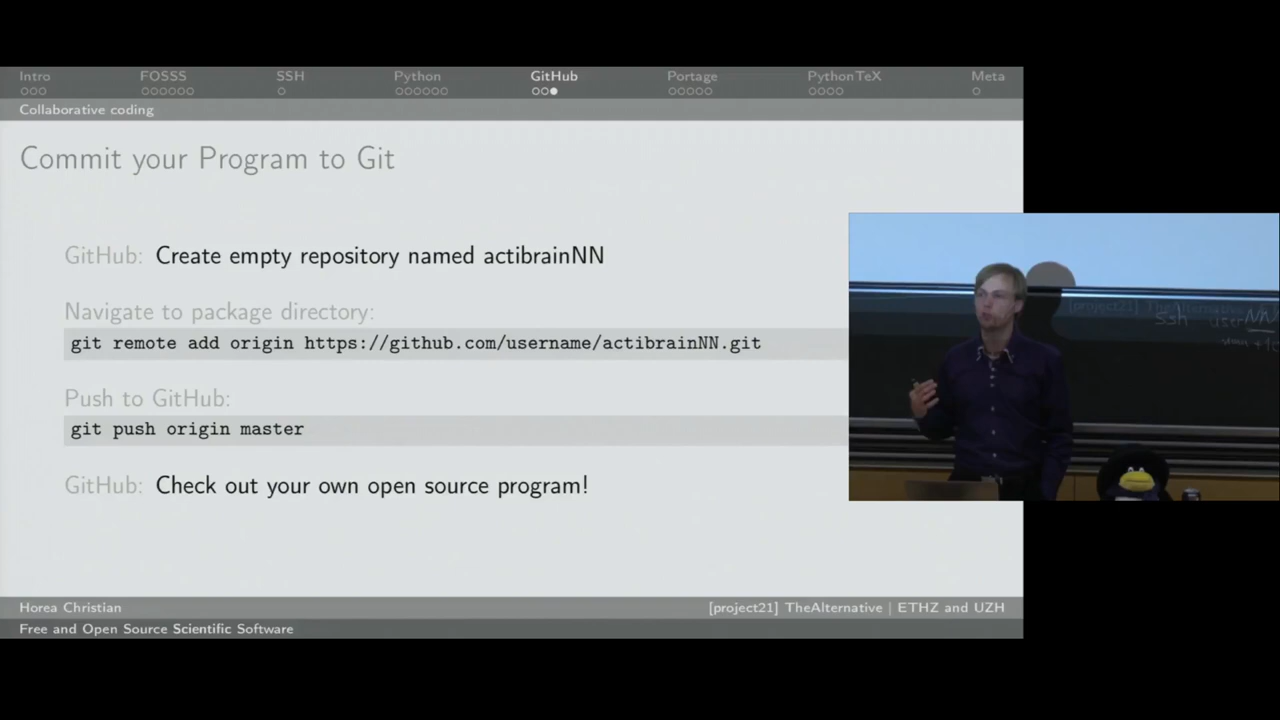 Intro FOSSS SSH Python GitHub Portage PythonTeX Meta
Collaborative coding
Commit your Program to Git
GitHub: Create empty repository named actibrainNN
Navigate to package directory:
git remote add origin https://github.com/username/actibrainNN.git
Push to GitHub:
git push origin master
GitHub: Check out your own open source program!
ssh userNN
Horea Christian [project21] TheAlternative | ETHZ and UZH
Free and Open Source Scientific Software